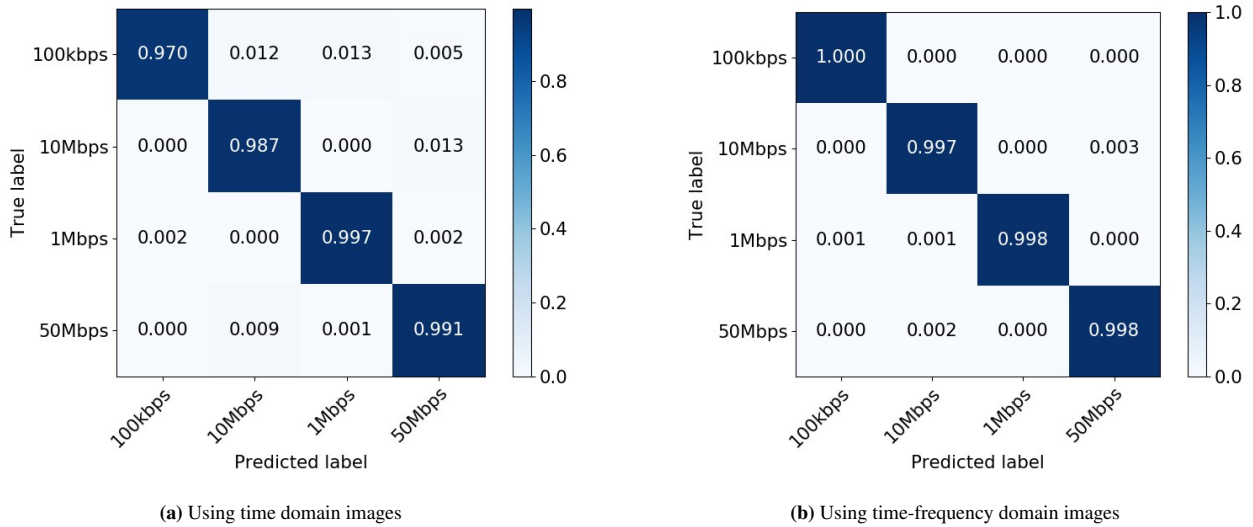 100kbps 0.970 0.012 0.013 0.005
10Mbps 0.000 0.987 0.000 0.013
1Mbps 0.002 0.000 0.997 0.002
50Mbps 0.000 0.009 0.001 0.991
True label
100kbps 10Mbps 1Mbps 50Mbps
Predicted label
0.8
0.6
0.4
0.2
0.0
(a) Using time domain images
100kbps 1.000 0.000 0.000 0.000
10Mbps 0.000 0.997 0.000 0.003
1Mbps 0.001 0.001 0.998 0.000
50Mbps 0.000 0.002 0.000 0.998
True label
100kbps 10Mbps 1Mbps 50Mbps
Predicted label
1.0
0.8
0.6
0.4
0.2
0.0
(b) Using time-frequency domain images